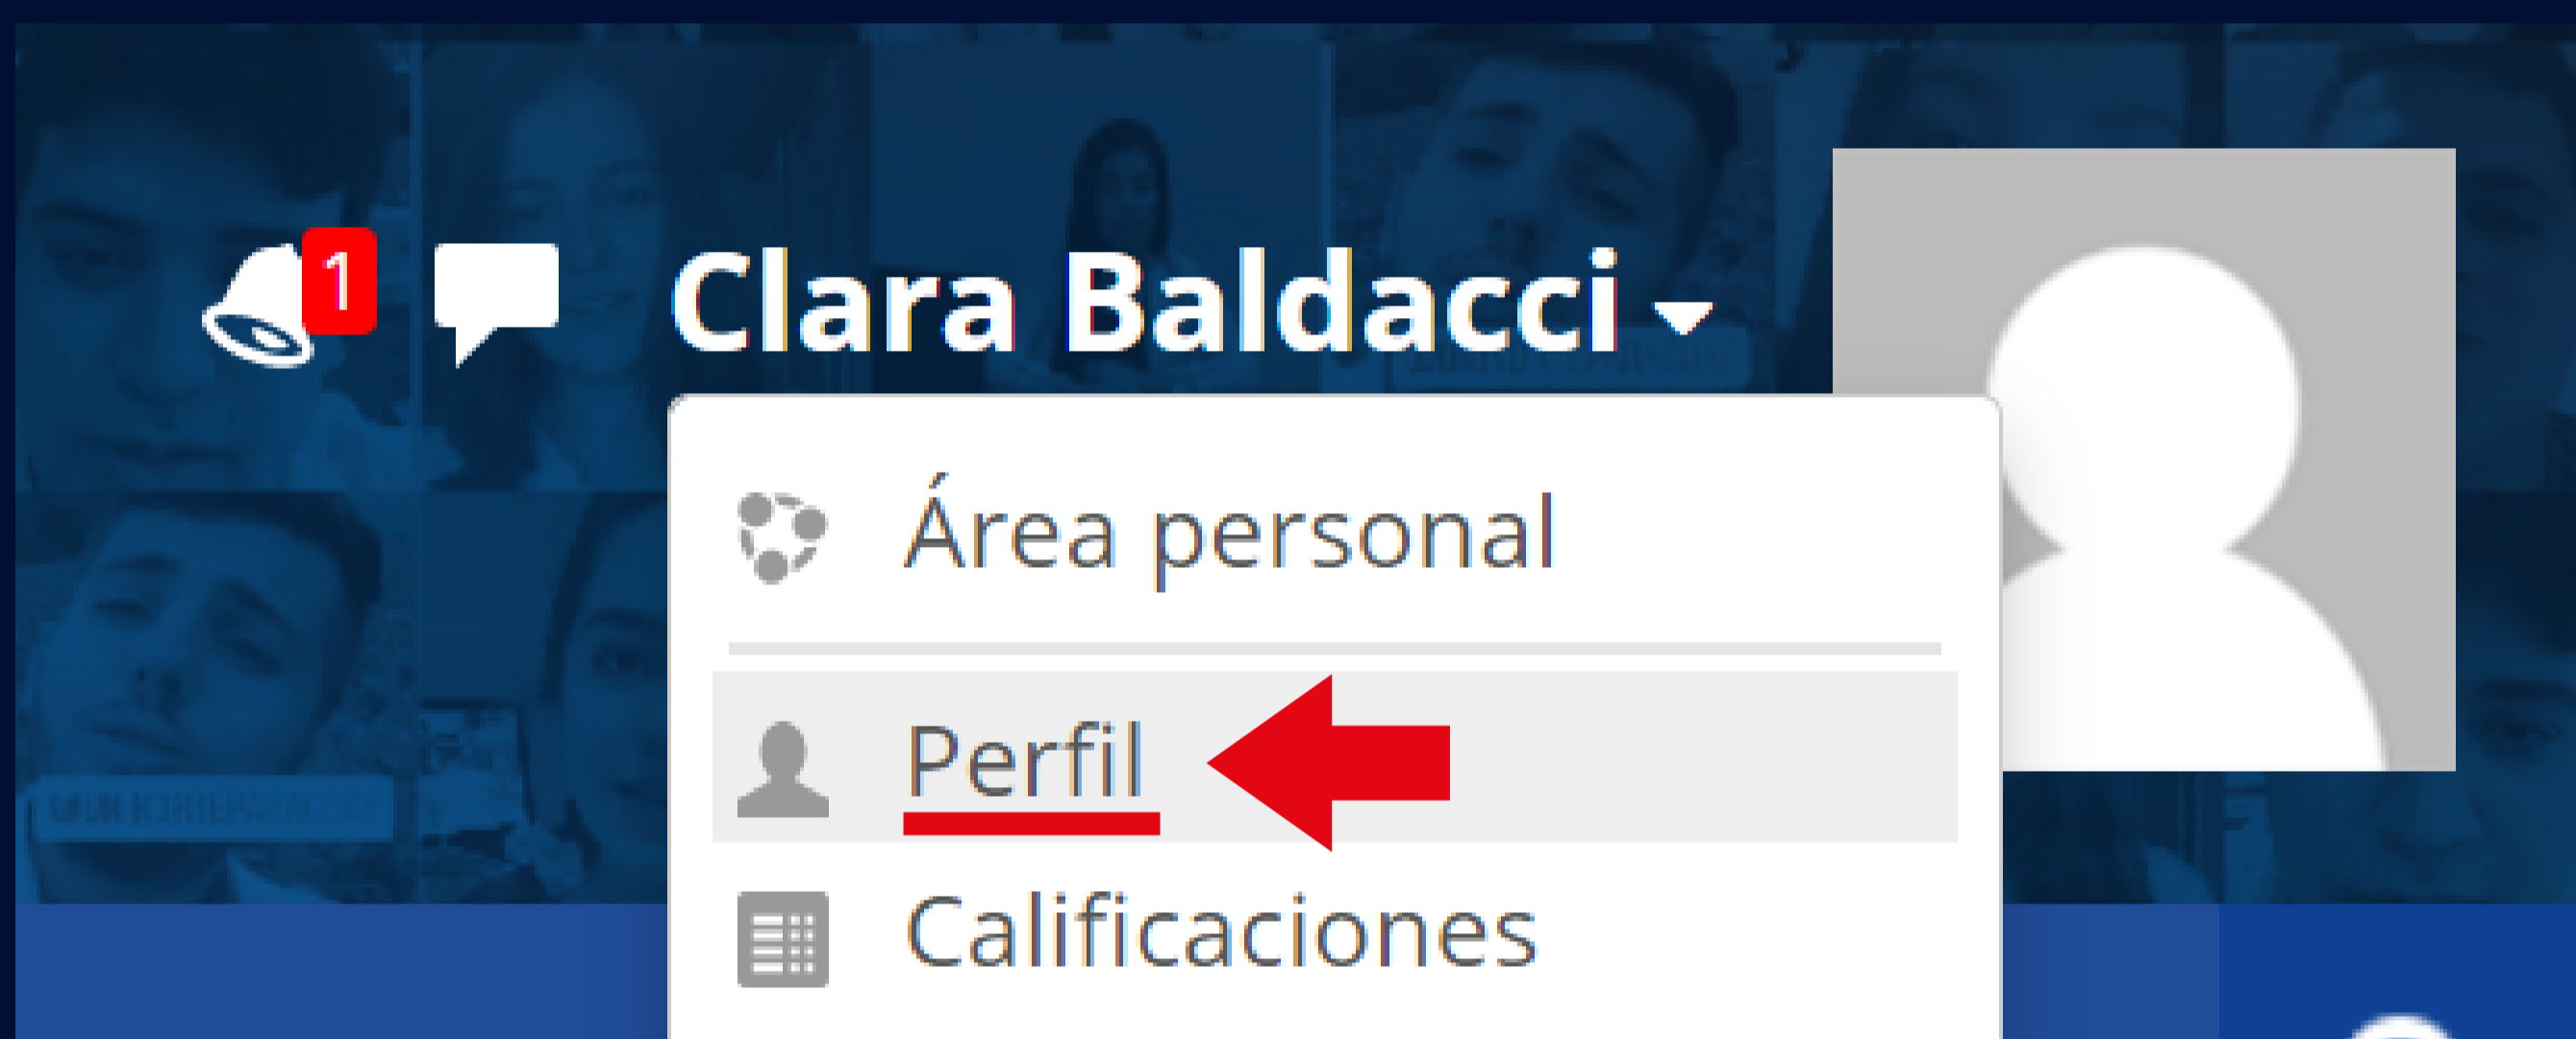 1
Clara Baldacci
Área personal
Perfil
Calificaciones